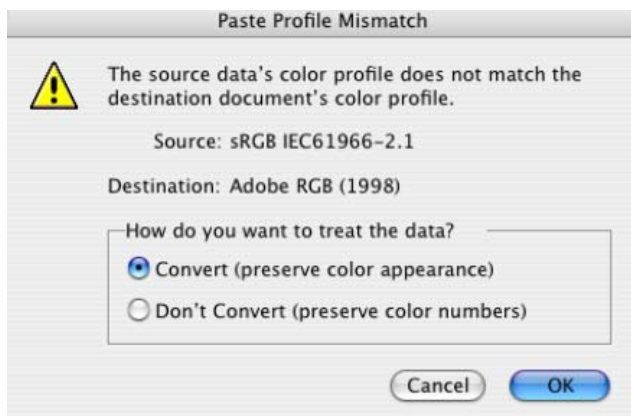 Paste Profile Mismatch
The source data's color profile does not match the
destination document's color profile.
Source: sRGB IEC61966-2.1
Destination: Adobe RGB (1998)
How do you want to treat the data?
Convert (preserve color appearance)
Don't Convert (preserve color numbers)
Cancel OK